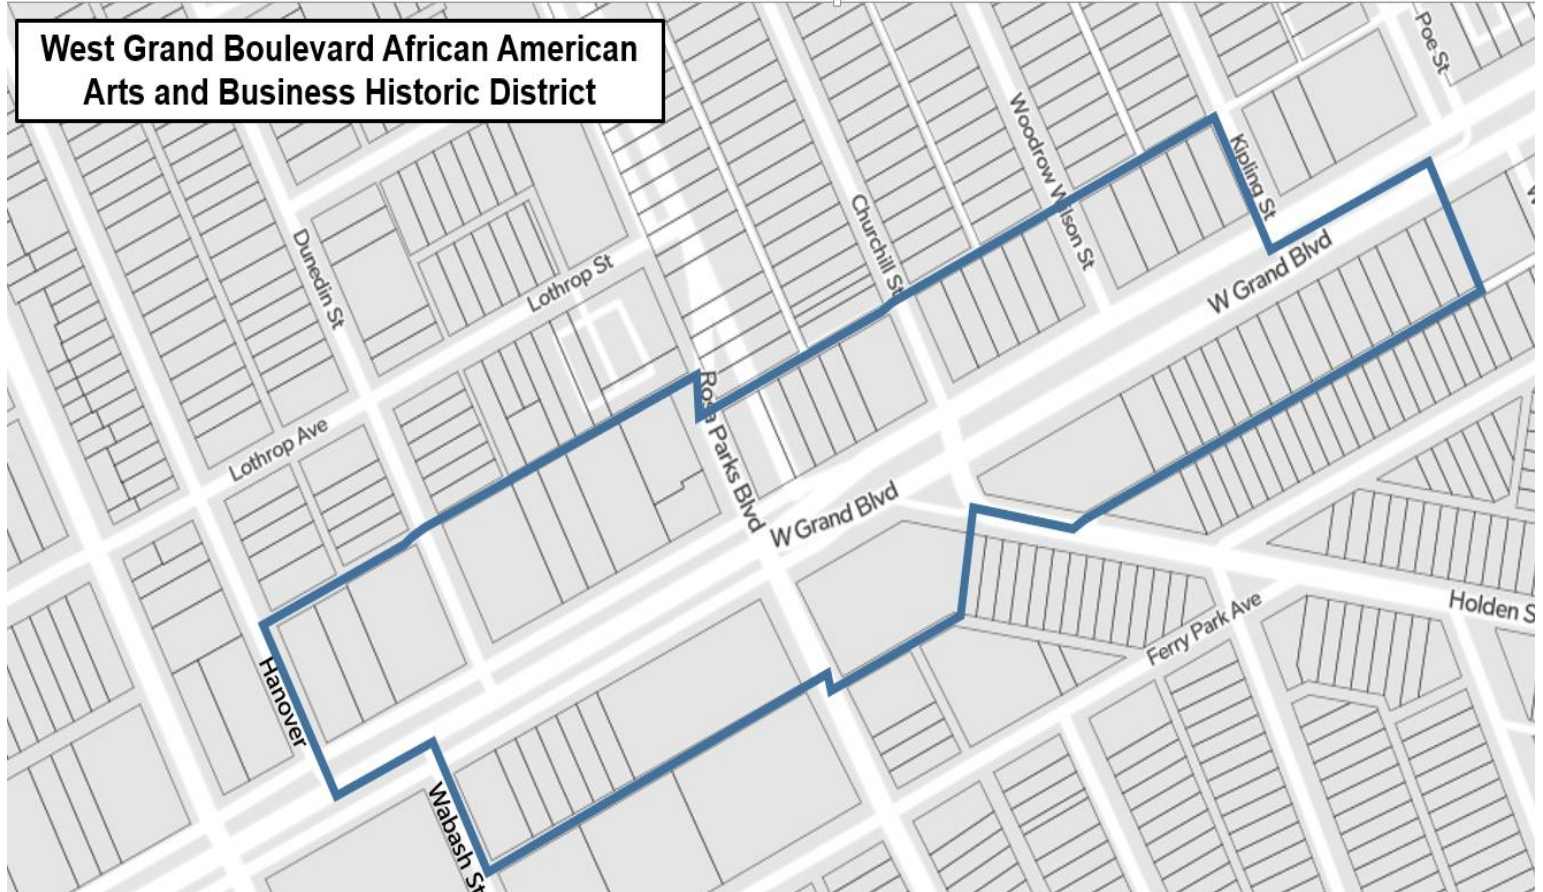 West Grand Boulevard African American
Arts and Business Historic District
Poe St
Kipling St
Woodrow Wilson St
Churchill St
Dunedin St
Lothrop St
W Grand Blvd
Rosa Parks Blvd
Lothrop Ave
W Grand Blvd
Hanover
Ferry Park Ave
Holden S
Wabash St